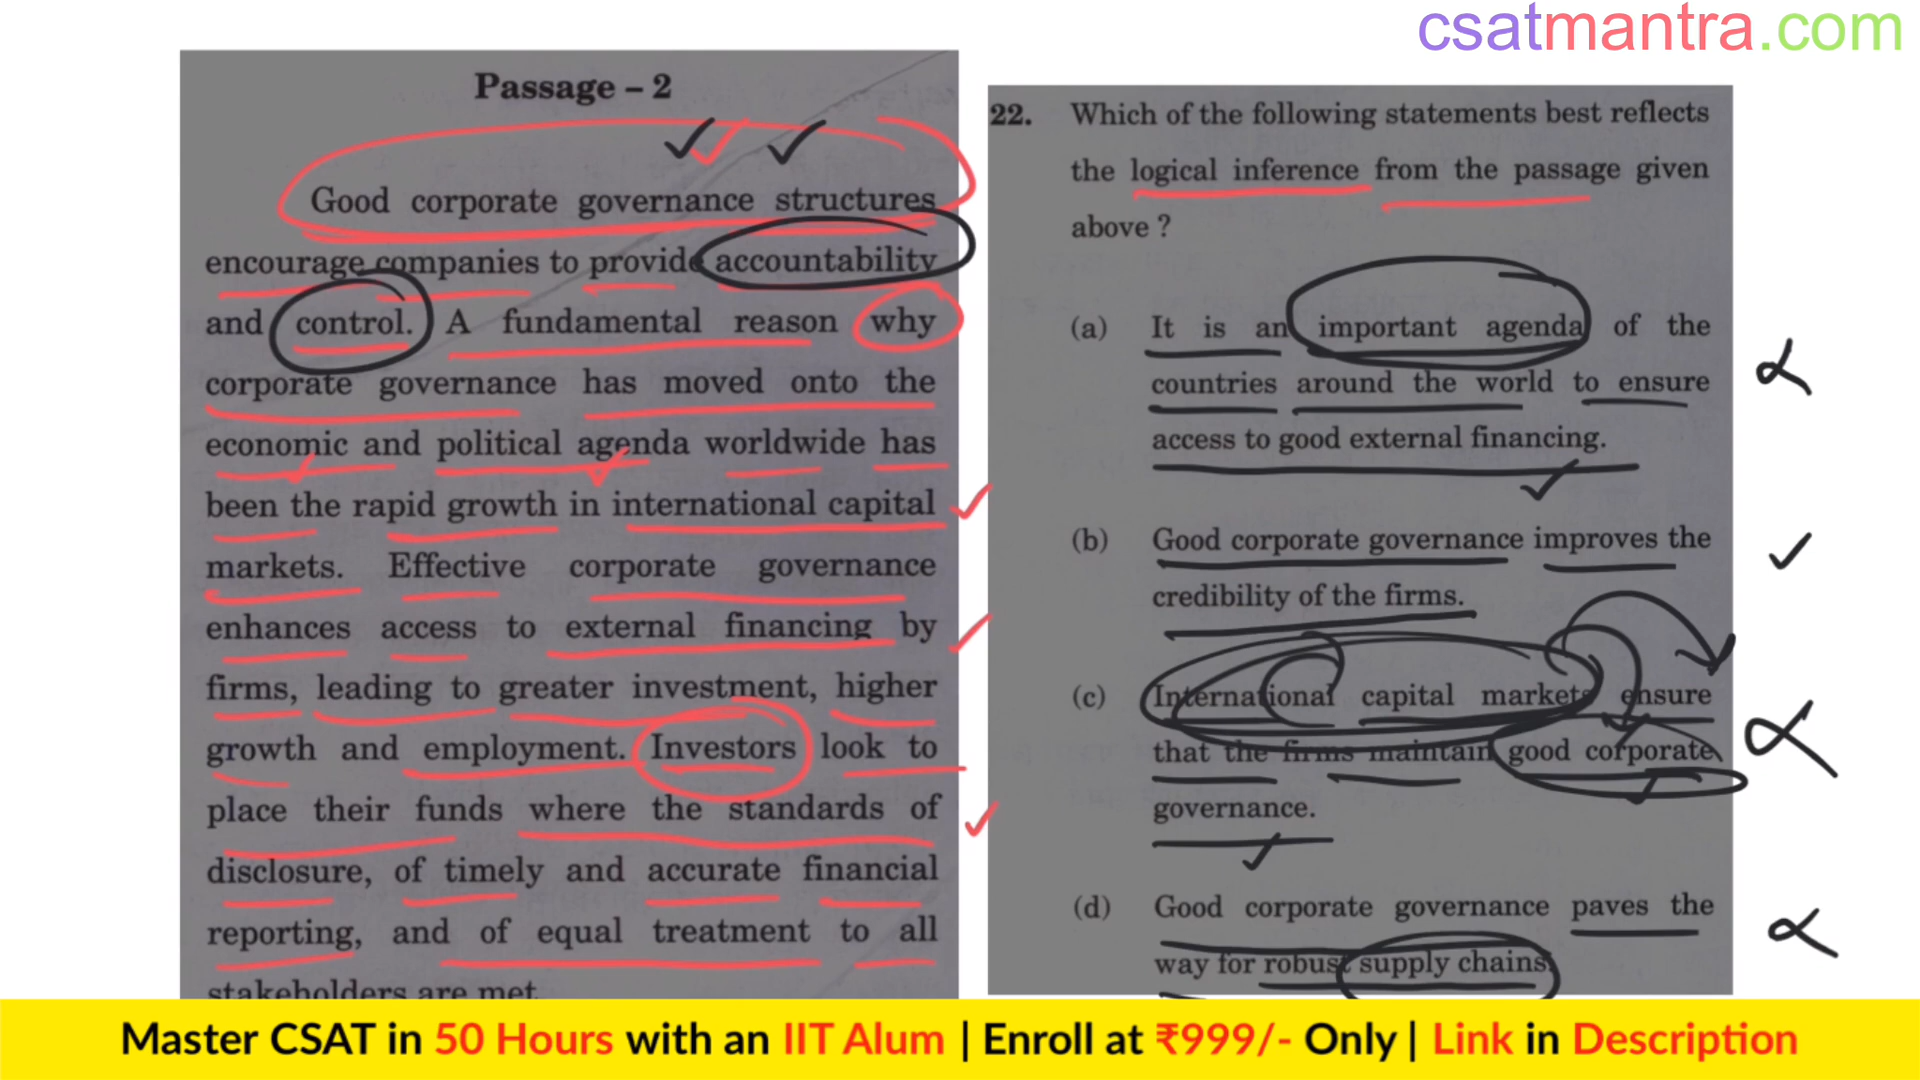 csatmantra.com
Passage – 2
Good corporate governance structures
encourage companies to provide accountability
and control. A fundamental reason why
corporate governance has moved onto the
economic and political agenda worldwide has
been the rapid growth in international capital
markets. Effective corporate governance
enhances access to external financing by
firms, leading to greater investment, higher
growth and employment. Investors look to
place their funds where the standards of
disclosure, of timely and accurate financial
reporting, and of equal treatment to all
stakeholders are met.
22. Which of the following statements best reflects
the logical inference from the passage given
above ?
(a) It is an important agenda of the
countries around the world to ensure
access to good external financing.
(b) Good corporate governance improves the
credibility of the firms.
(c) International capital markets ensure
that the firms maintain good corporate
governance.
(d) Good corporate governance paves the
way for robust supply chains.
Master CSAT in 50 Hours with an IIT Alum | Enroll at ₹999/- Only | Link in Description